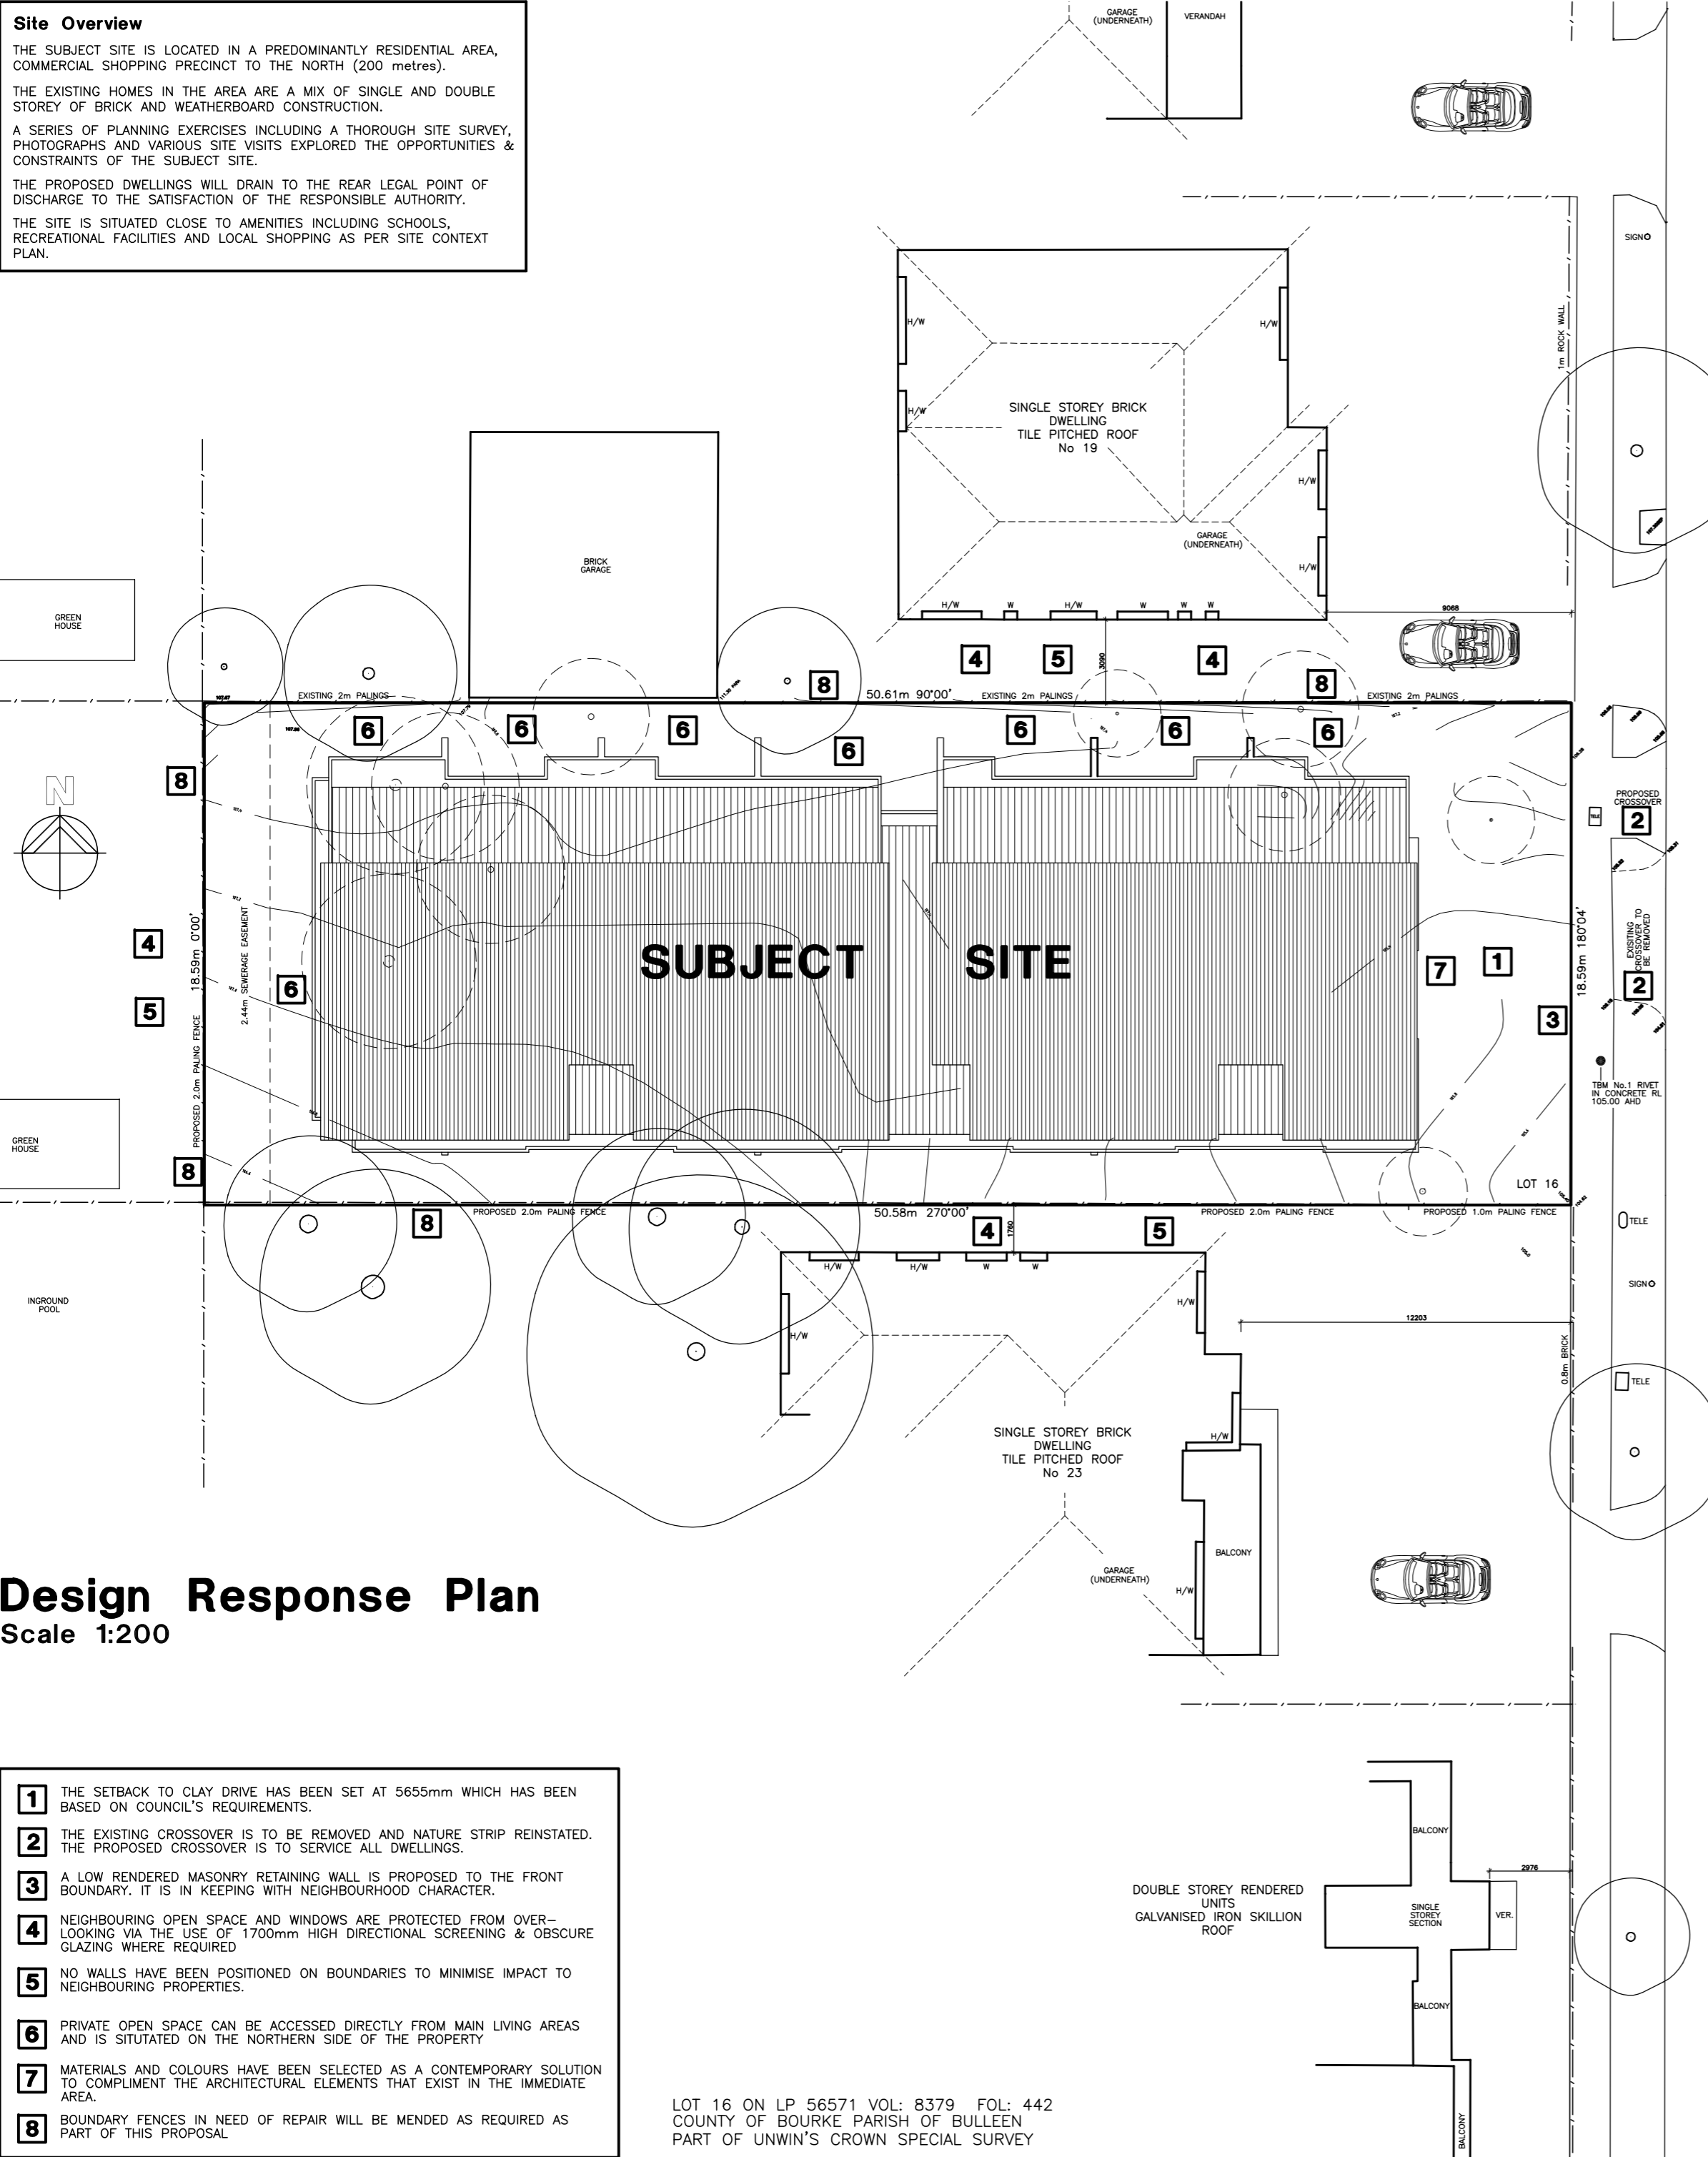 Site Overview
THE SUBJECT SITE IS LOCATED IN A PREDOMINANTLY RESIDENTIAL AREA,
COMMERCIAL SHOPPING PRECINCT TO THE NORTH (200 metres).
THE EXISTING HOMES IN THE AREA ARE A MIX OF SINGLE AND DOUBLE
STOREY OF BRICK AND WEATHERBOARD CONSTRUCTION.
A SERIES OF PLANNING EXERCISES INCLUDING A THOROUGH SITE SURVEY,
PHOTOGRAPHS AND VARIOUS SITE VISITS EXPLORED THE OPPORTUNITIES &
CONSTRAINTS OF THE SUBJECT SITE.
THE PROPOSED DWELLINGS WILL DRAIN TO THE REAR LEGAL POINT OF
DISCHARGE TO THE SATISFACTION OF THE RESPONSIBLE AUTHORITY.
THE SITE IS SITUATED CLOSE TO AMENITIES INCLUDING SCHOOLS,
RECREATIONAL FACILITIES AND LOCAL SHOPPING AS PER SITE CONTEXT
PLAN.
GARAGE
(UNDERNEATH)
VERANDAH
SIGN
1m ROCK WALL
H/W
H/W
H/W
SINGLE STOREY BRICK
DWELLING
TILE PITCHED ROOF
No 19
H/W
GARAGE
(UNDERNEATH)
H/W
BRICK
GARAGE
GREEN
HOUSE
H/W
W
H/W
W
W
W
9068
4
5
3090
4
8
8
EXISTING 2m PALINGS
50.61m 90°00'
EXISTING 2m PALINGS
EXISTING 2m PALINGS
6
6
6
6
6
6
6
8
N
PROPOSED
CROSSOVER
TELE
2
4
5
18.59m 0°00'
2.44m SEWERAGE EASEMENT
6
SUBJECT SITE
7
1
3
18.59m 180°04'
EXISITING
CROSSOVER TO
BE REMOVED
2
TBM No.1 RIVET
IN CONCRETE RL
105.00 AHD
PROPOSED 2.0m PALING FENCE
GREEN
HOUSE
8
LOT 16
PROPOSED 2.0m PALING FENCE
50.58m 270°00'
PROPOSED 2.0m PALING FENCE
PROPOSED 1.0m PALING FENCE
8
4
1760
5
TELE
H/W
H/W
W
W
SIGN
INGROUND
POOL
H/W
H/W
12203
0.8m BRICK
TELE
SINGLE STOREY BRICK
DWELLING
TILE PITCHED ROOF
No 23
H/W
BALCONY
GARAGE
(UNDERNEATH)
H/W
Design Response Plan
Scale 1:200
1
THE SETBACK TO CLAY DRIVE HAS BEEN SET AT 5655mm WHICH HAS BEEN
BASED ON COUNCIL'S REQUIREMENTS.
2
THE EXISTING CROSSOVER IS TO BE REMOVED AND NATURE STRIP REINSTATED.
THE PROPOSED CROSSOVER IS TO SERVICE ALL DWELLINGS.
3
A LOW RENDERED MASONRY RETAINING WALL IS PROPOSED TO THE FRONT
BOUNDARY. IT IS IN KEEPING WITH NEIGHBOURHOOD CHARACTER.
4
NEIGHBOURING OPEN SPACE AND WINDOWS ARE PROTECTED FROM OVER-
LOOKING VIA THE USE OF 1700mm HIGH DIRECTIONAL SCREENING & OBSCURE
GLAZING WHERE REQUIRED
5
NO WALLS HAVE BEEN POSITIONED ON BOUNDARIES TO MINIMISE IMPACT TO
NEIGHBOURING PROPERTIES.
6
PRIVATE OPEN SPACE CAN BE ACCESSED DIRECTLY FROM MAIN LIVING AREAS
AND IS SITUTATED ON THE NORTHERN SIDE OF THE PROPERTY
7
MATERIALS AND COLOURS HAVE BEEN SELECTED AS A CONTEMPORARY SOLUTION
TO COMPLIMENT THE ARCHITECTURAL ELEMENTS THAT EXIST IN THE IMMEDIATE
AREA.
8
BOUNDARY FENCES IN NEED OF REPAIR WILL BE MENDED AS REQUIRED AS
PART OF THIS PROPOSAL
LOT 16 ON LP 56571 VOL: 8379 FOL: 442
COUNTY OF BOURKE PARISH OF BULLEEN
PART OF UNWIN'S CROWN SPECIAL SURVEY
DOUBLE STOREY RENDERED
UNITS
GALVANISED IRON SKILLION
ROOF
BALCONY
2976
SINGLE
STOREY
SECTION
VER.
BALCONY
BALCONY